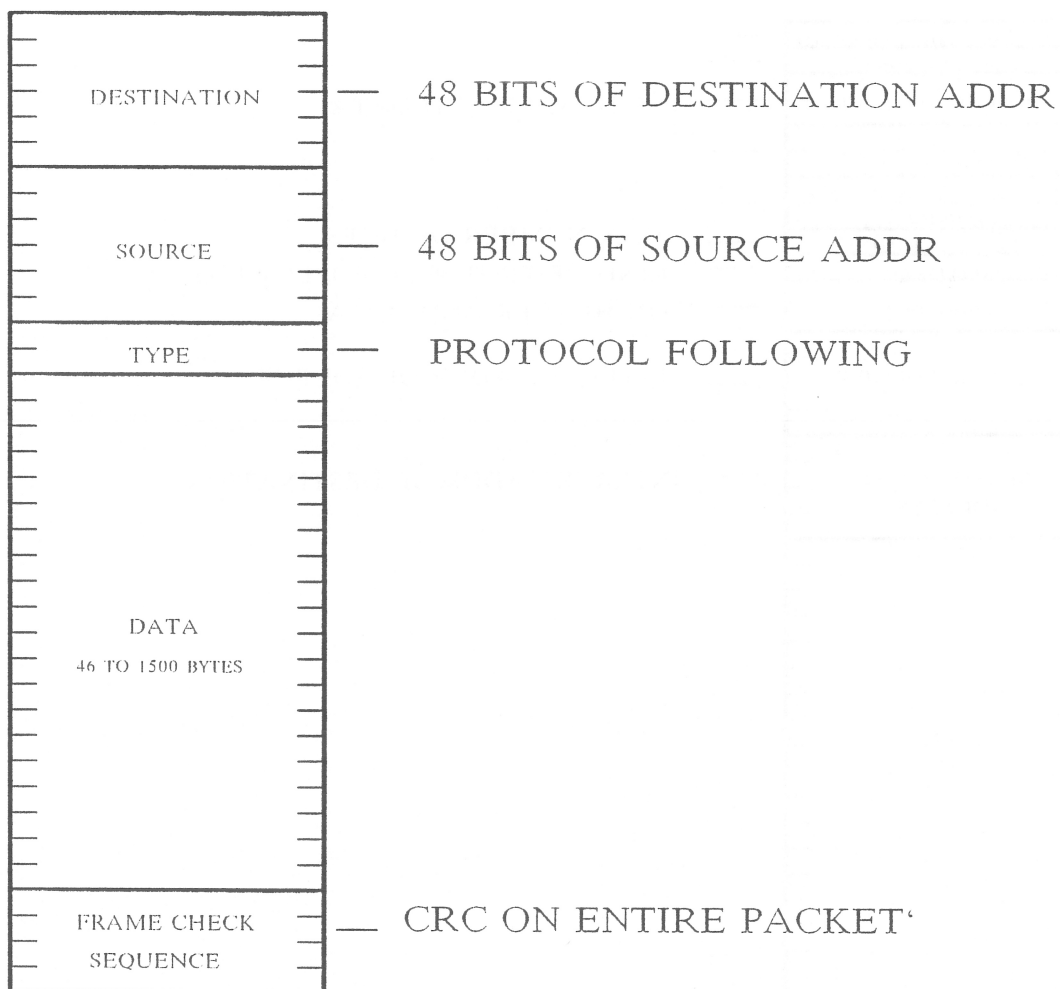 DESTINATION — 48 BITS OF DESTINATION ADDR
SOURCE — 48 BITS OF SOURCE ADDR
TYPE — PROTOCOL FOLLOWING
DATA
46 TO 1500 BYTES
FRAME CHECK SEQUENCE — CRC ON ENTIRE PACKET‘